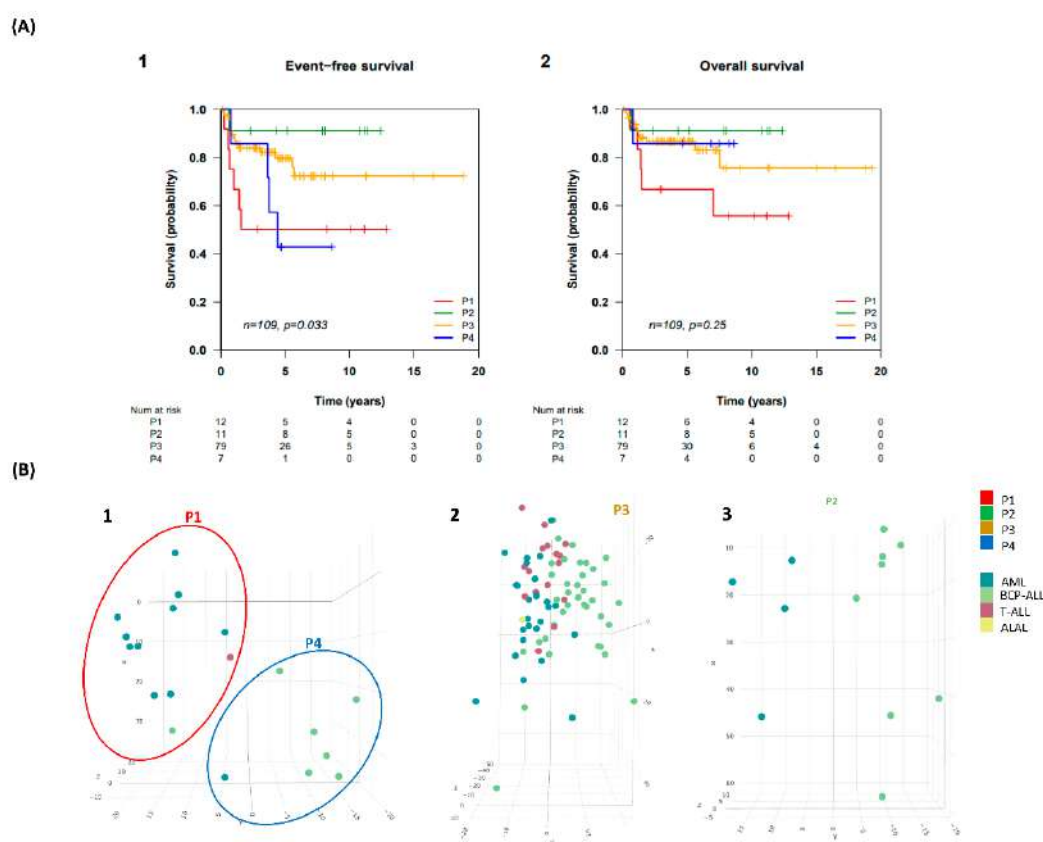 (A)
1 Event-free survival
2 Overall survival
Survival (probability)
1.0
0.8
0.6
0.4
0.2
0.0
P1
P2
P3
P4
n=109, p=0.033
0 5 10 15 20
Time (years)
Survival (probability)
1.0
0.8
0.6
0.4
0.2
0.0
P1
P2
P3
P4
n=109, p=0.25
0 5 10 15 20
Time (years)
Num at risk
P1 12 5 4 0 0
P2 11 8 5 0 0
P3 79 26 5 3 0
P4 7 1 0 0 0
Num at risk
P1 12 6 4 0 0
P2 11 8 5 0 0
P3 79 30 6 4 0
P4 7 4 0 0 0
(B)
1 P1
P4
2 P3
3 P2
P1
P2
P3
P4
AML
BCP-ALL
T-ALL
ALAL